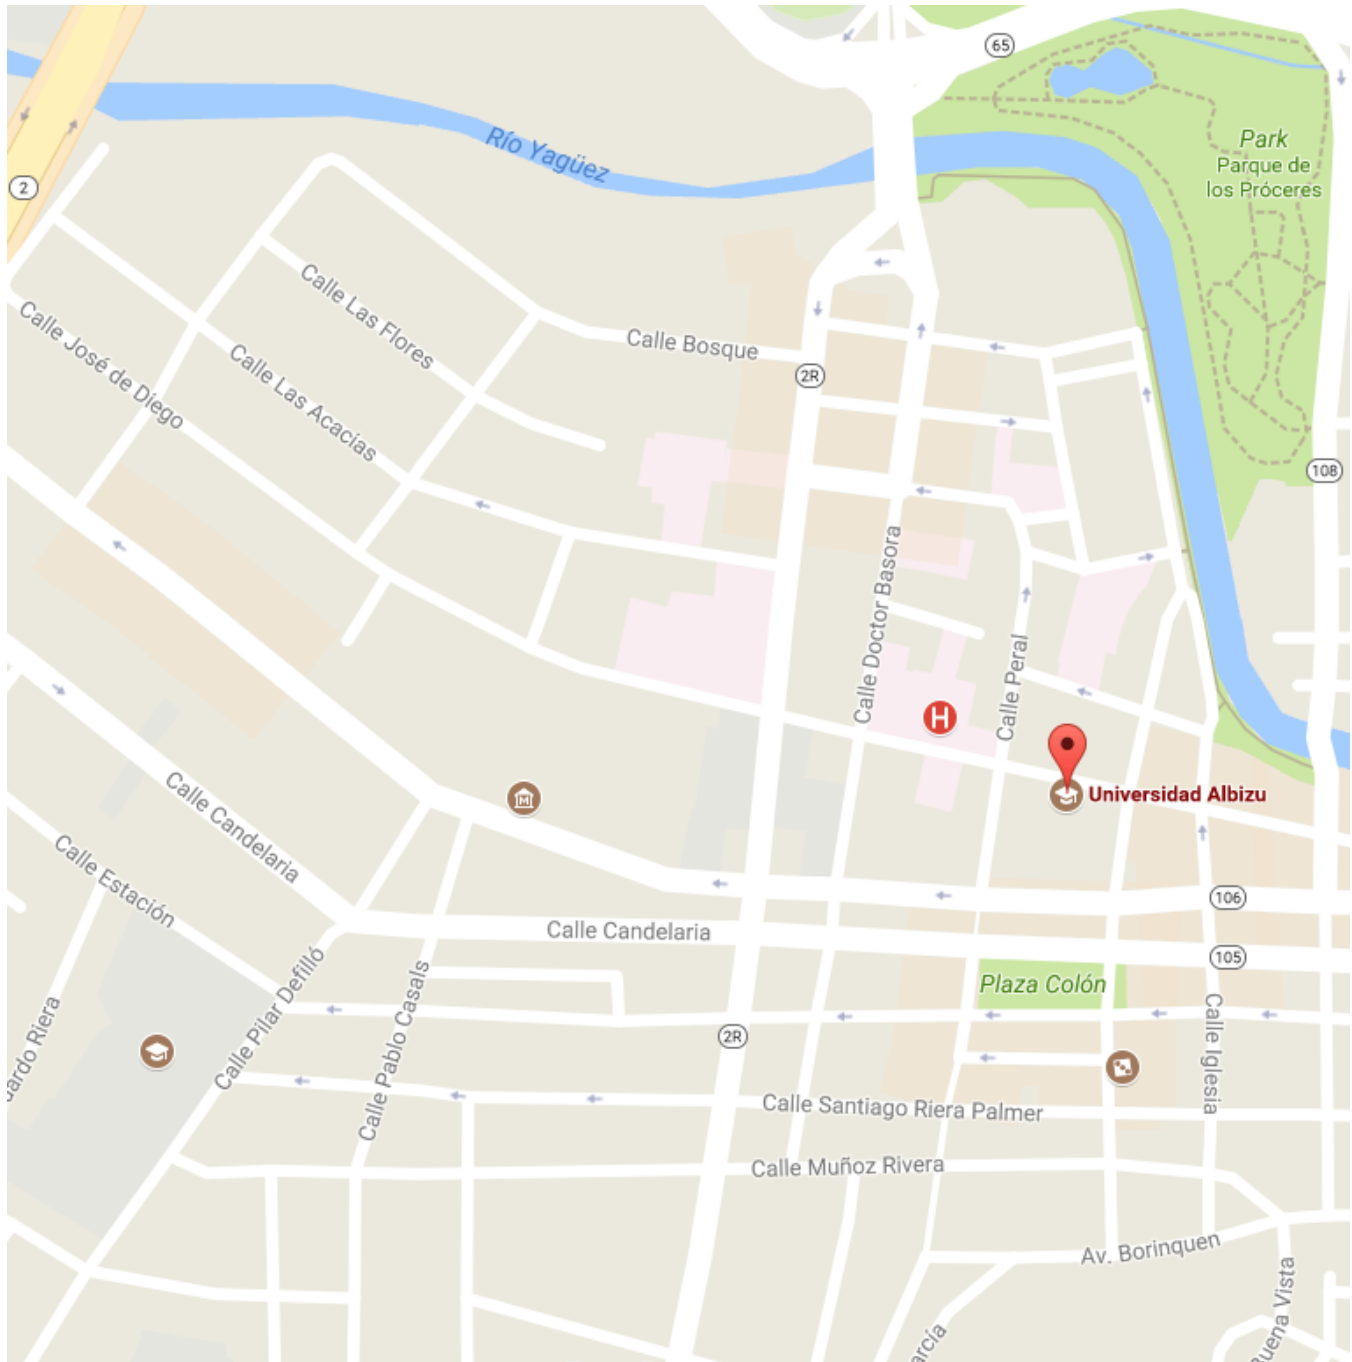 65
Río Yagüez
Park
Parque de
los Próceres
2
Calle Las Flores
Calle José de Diego
Calle Las Acacias
Calle Bosque
2R
108
Calle Doctor Basora
Calle Peral
H
Universidad Albizu
M
Calle Candelaria
Calle Estación
106
Calle Candelaria
105
Plaza Colón
Calle Pilar Defilló
Calle Pablo Casals
2R
Calle Iglesia
Riera
Calle Santiago Riera Palmer
Calle Muñoz Rivera
Av. Borinquen
Vista